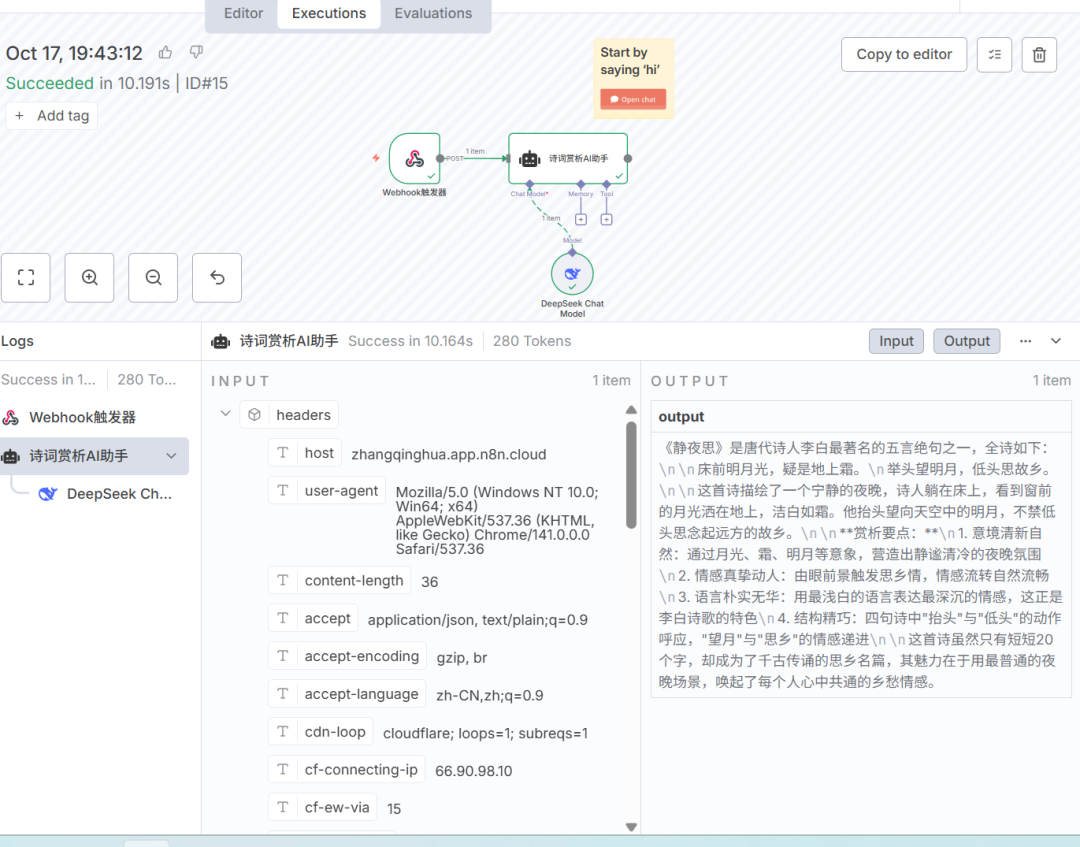 Editor
Executions
Evaluations
Oct 17, 19:43:12
Succeeded in 10.191s | ID#15
+ Add tag
Start by
saying ‘hi’
Open chat
Copy to editor
Webhook触发器
POST
1 item
诗词赏析AI助手
Chat Model*
Memory
Tool
1 item
Model
DeepSeek Chat
Model
Logs
诗词赏析AI助手 Success in 10.164s 280 Tokens
Input
Output
Success in 1... 280 To...
Webhook触发器
诗词赏析AI助手
DeepSeek Ch...
INPUT
1 item
headers
T host zhangqinghua.app.n8n.cloud
T user-agent Mozilla/5.0 (Windows NT 10.0;
Win64; x64)
AppleWebKit/537.36 (KHTML,
like Gecko) Chrome/141.0.0.0
Safari/537.36
T content-length 36
T accept application/json, text/plain;q=0.9
T accept-encoding gzip, br
T accept-language zh-CN,zh;q=0.9
T cdn-loop cloudflare; loops=1; subreqs=1
T cf-connecting-ip 66.90.98.10
T cf-ew-via 15
OUTPUT
1 item
output
《静夜思》是唐代诗人李白最著名的五言绝句之一，全诗如下：
\n\n床前明月光，疑是地上霜。\n举头望明月，低头思故乡。
\n\n这首诗描绘了一个宁静的夜晚，诗人躺在床上，看到窗前
的月光洒在地上，洁白如霜。他抬头望向天空中的明月，不禁低
头思念起远方的故乡。\n\n**赏析要点：**\n1. 意境清新自
然：通过月光、霜、明月等意象，营造出静谧清冷的夜晚氛围
\n2. 情感真挚动人：由眼前景触发思乡情，情感流转自然流畅
\n3. 语言朴实无华：用最浅白的语言表达最深沉的情感，这正是
李白诗歌的特色\n4. 结构精巧：四句诗中"抬头"与"低头"的动作
呼应，"望月"与"思乡"的情感递进\n\n这首诗虽然只有短短20
个字，却成为了千古传诵的思乡名篇，其魅力在于用最普通的夜
晚场景，唤起了每个人心中共通的乡愁情感。